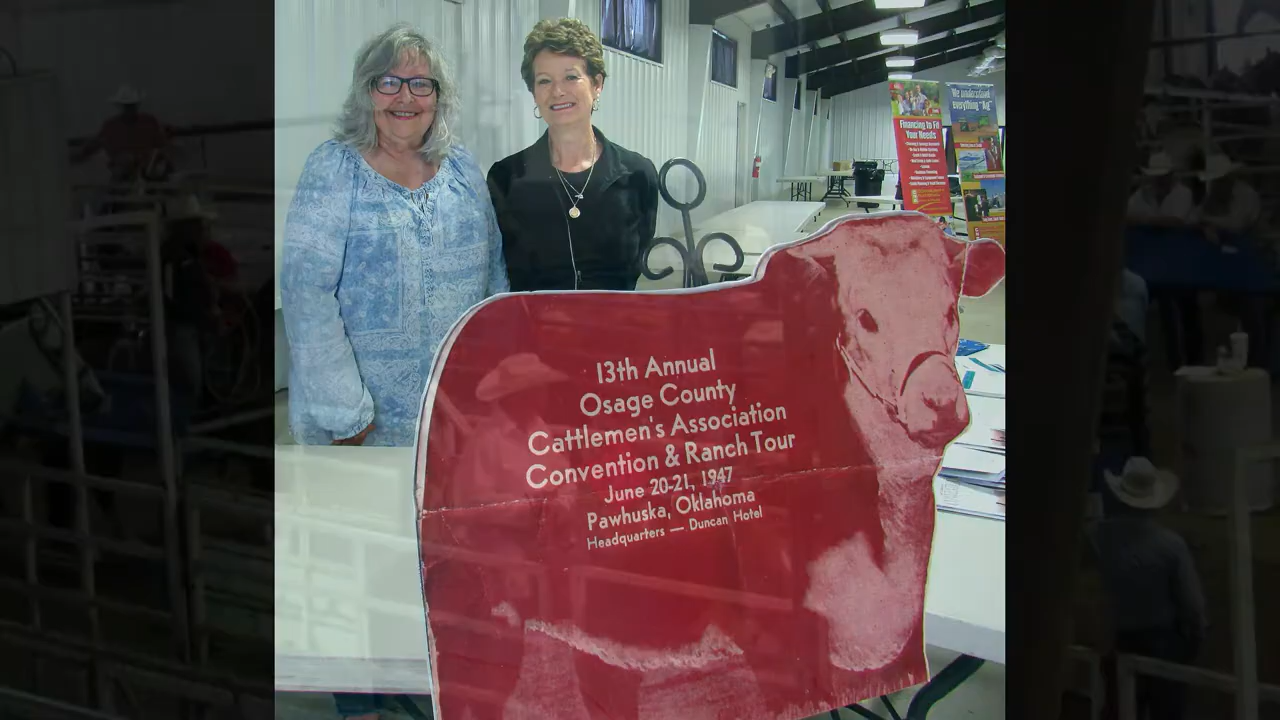 We understand
everything "Ag"
Financing to Fit
Your Needs
13th Annual
Osage County
Cattlemen's Association
Convention & Ranch Tour
June 20-21, 1947
Pawhuska, Oklahoma
Headquarters — Duncan Hotel